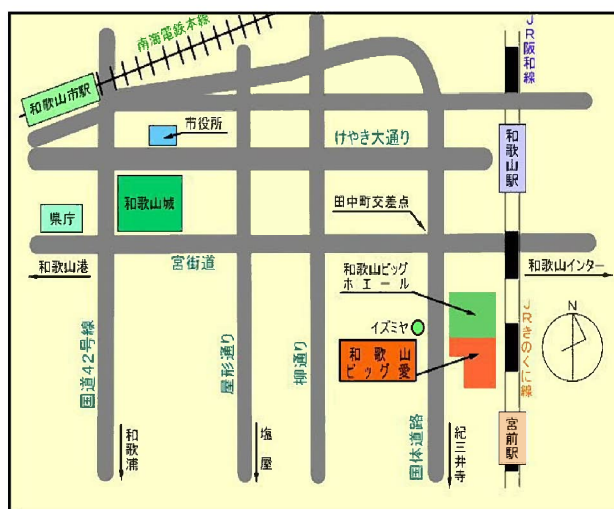 南海電鉄本線
JR阪和線
和歌山市駅
市役所
けやき大通り
和歌山駅
県庁
和歌山城
田中町交差点
和歌山港
宮街道
和歌山ビッグ
ホエール
和歌山インター
国道42号線
屋形通り
柳通り
イズミヤ
和歌山
ビッグ愛
JRきのくに線
N
国体道路
宮前駅
和歌浦
塩屋
紀三井寺